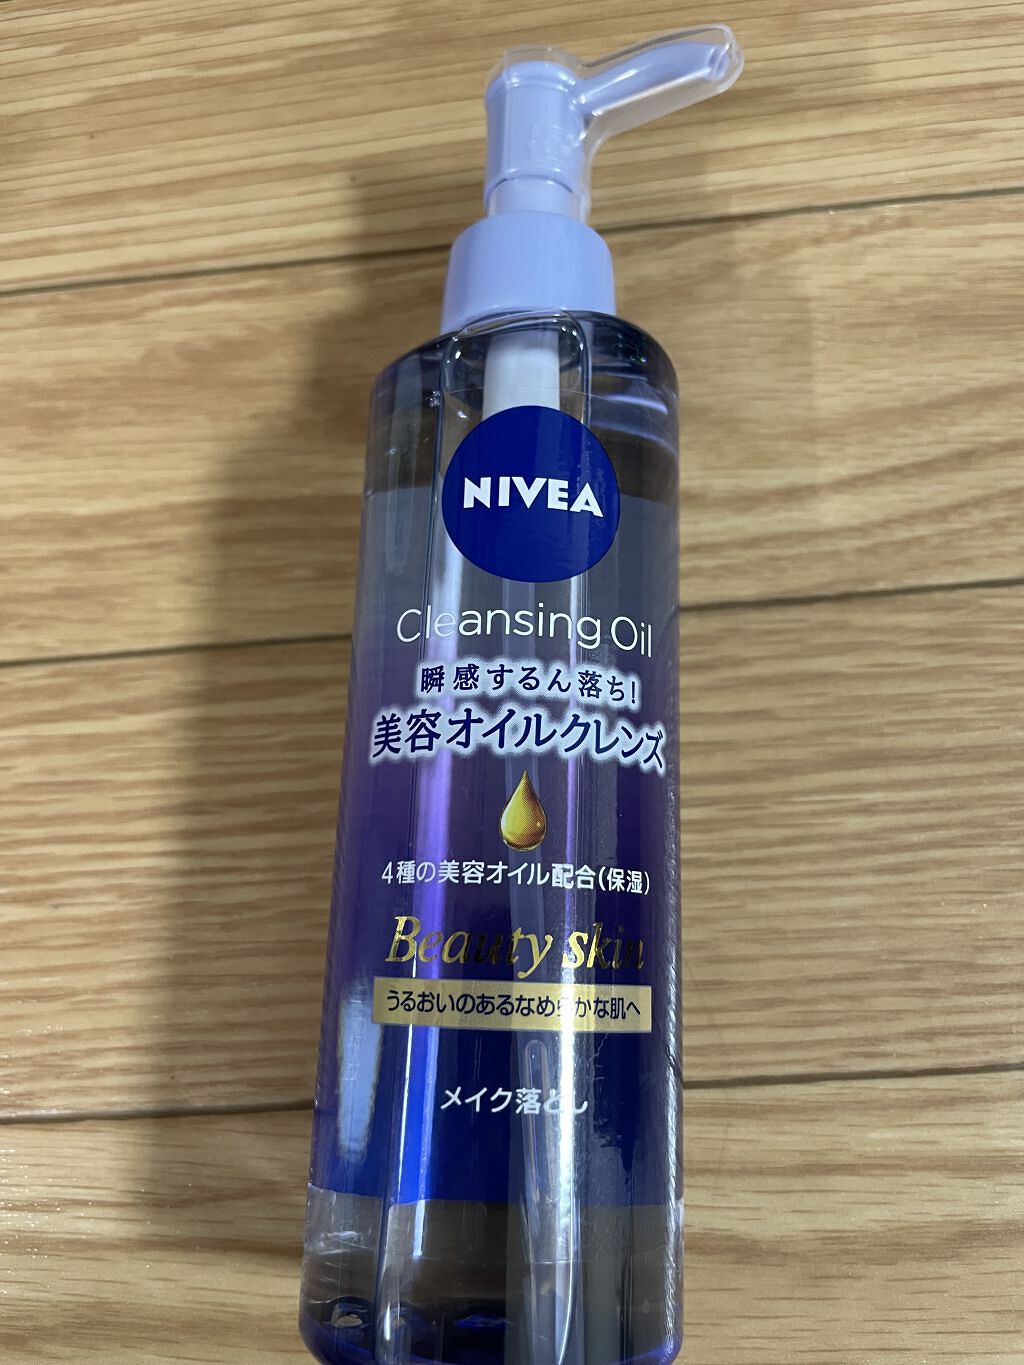 NIVEA
Cleansing Oil
瞬感するん落ち!
美容オイルクレンズ
4種の美容オイル配合(保湿)
Beauty skin
うるおいのあるなめらかな肌へ
メイク落とし